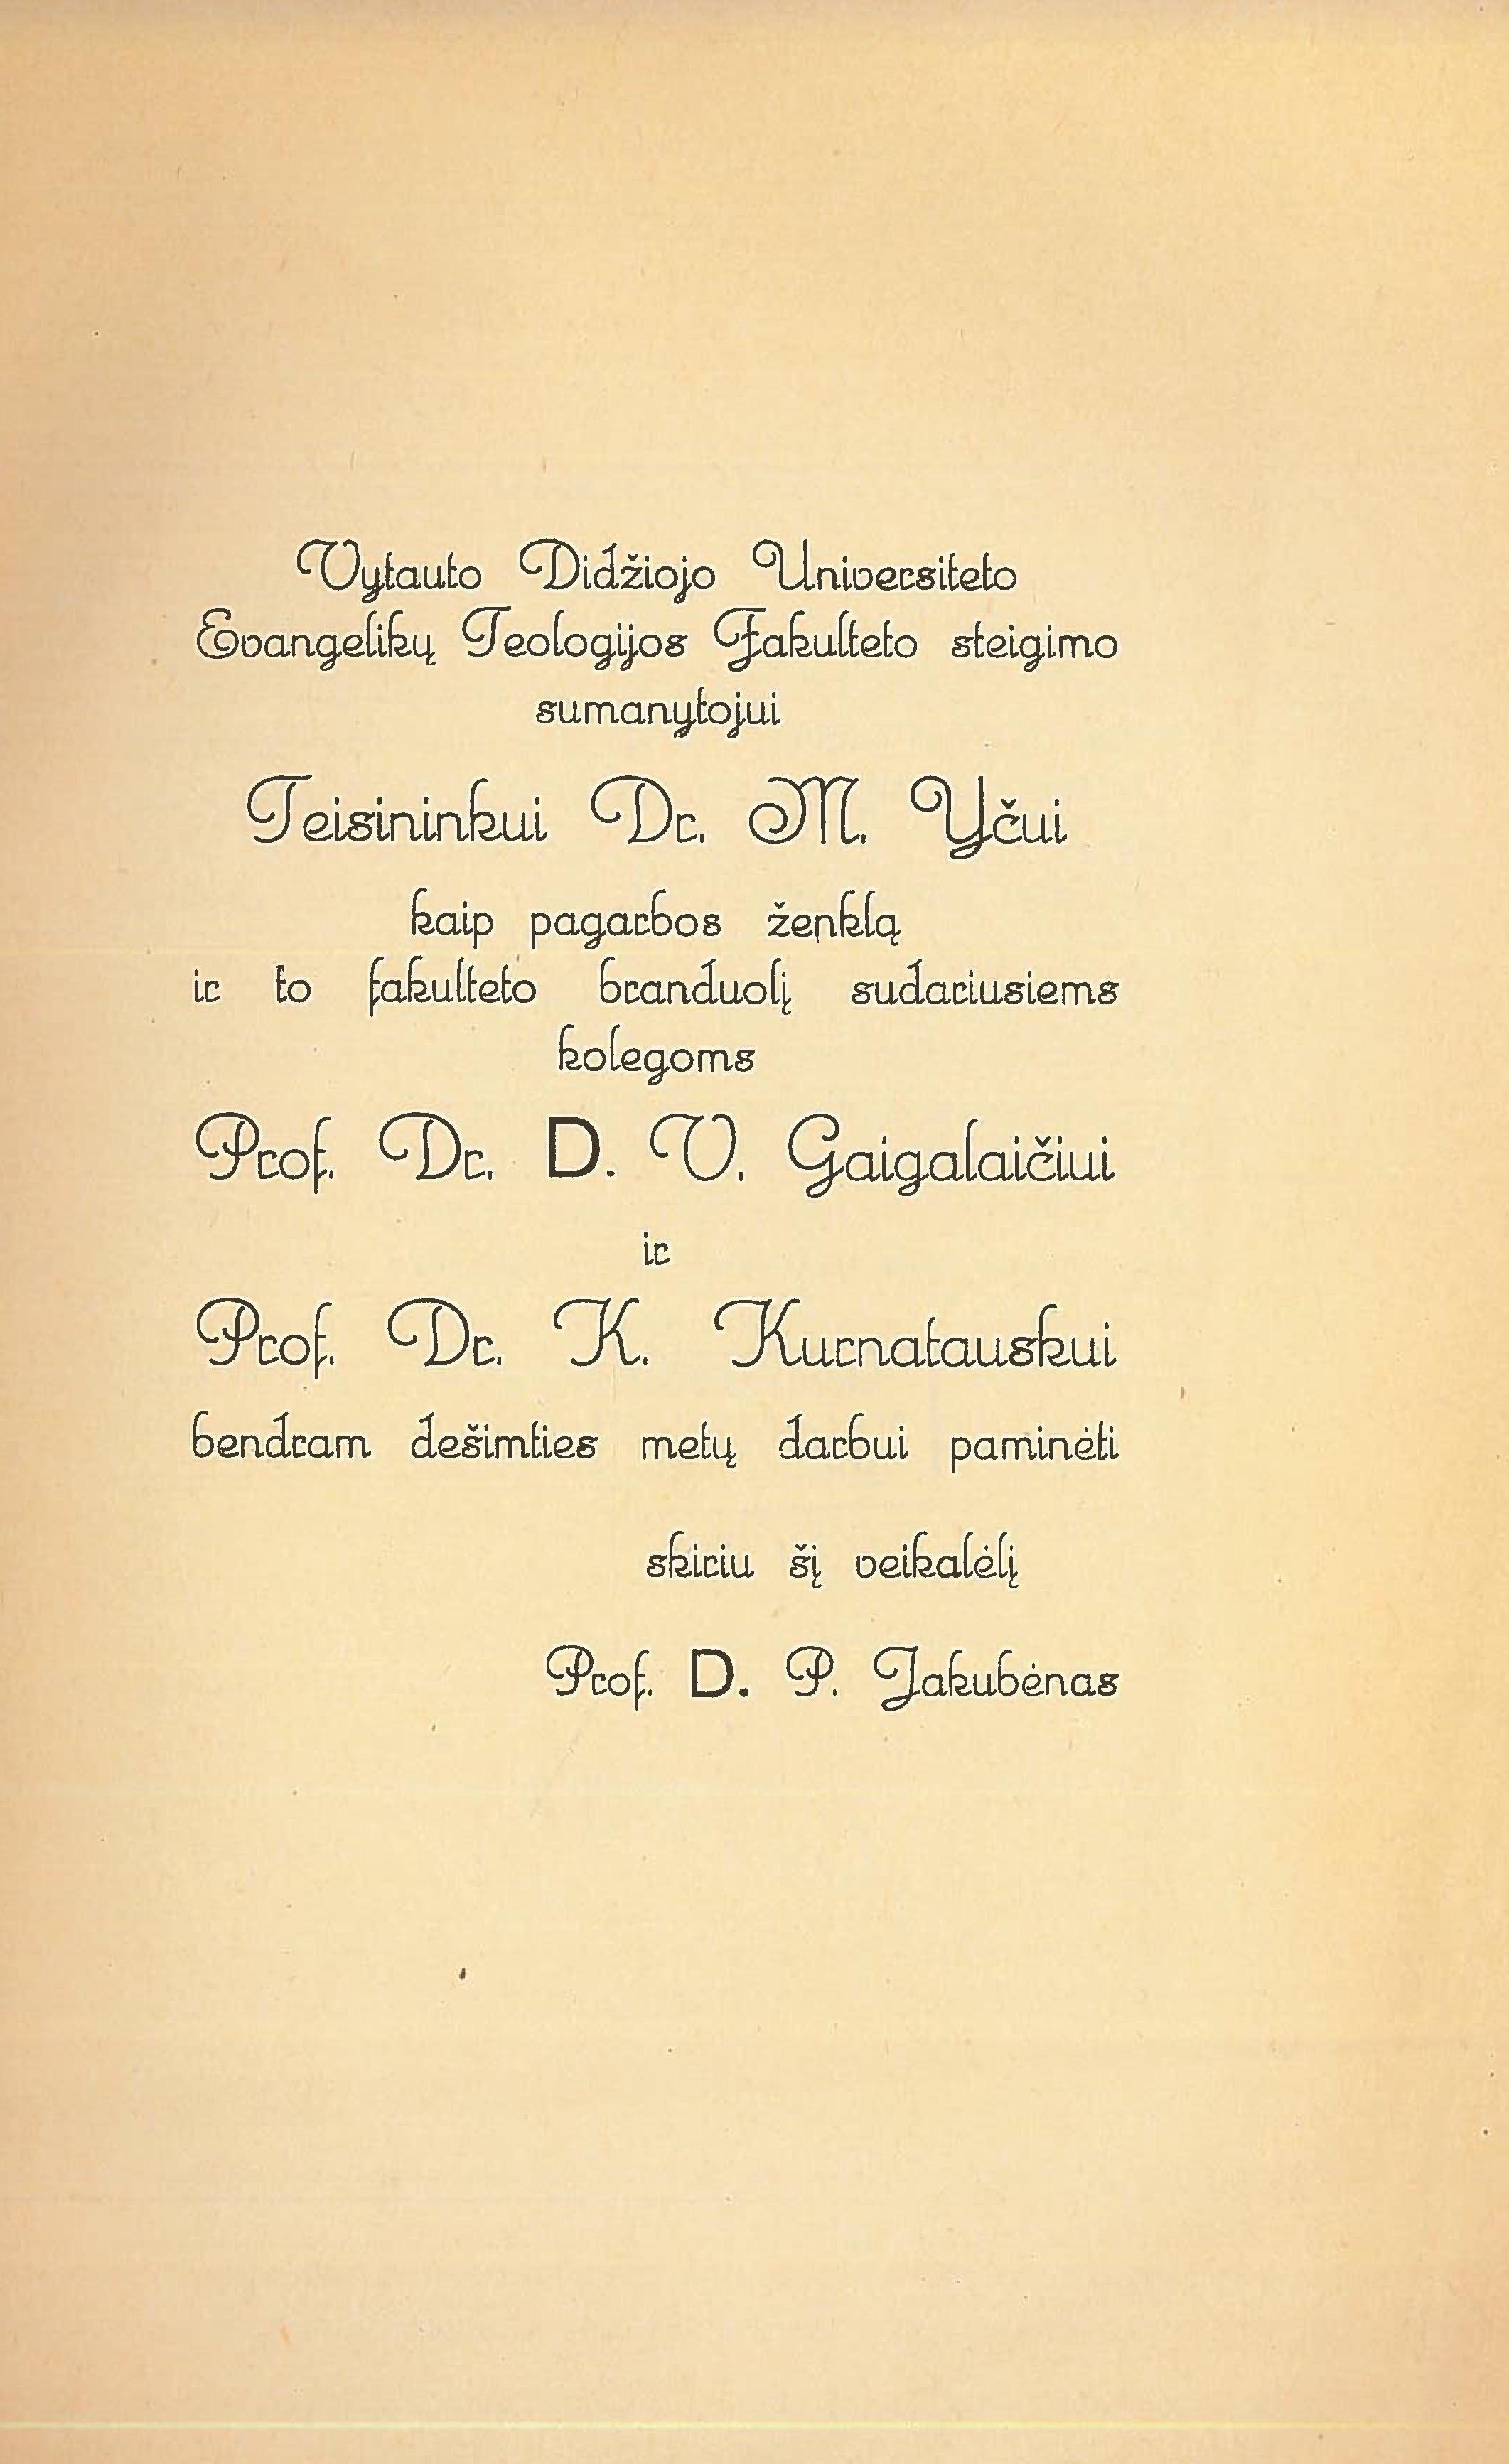 Vytauto Didžiojo Universiteto
Evangelikų Teologijos Fakulteto steigimo
sumanytojui
Teisininkui Dr. M. Yčui
kaip pagarbos ženklą
ir to fakulteto branduolį sudariusiems
kolegoms
Prof. Dr. D. V. Gaigalaičiui
ir
Prof. Dr. K. Kurnatauskui
bendram dešimties metų darbui paminėti
skiriu šį veikalėlį
Prof. D. P. Jakubėnas